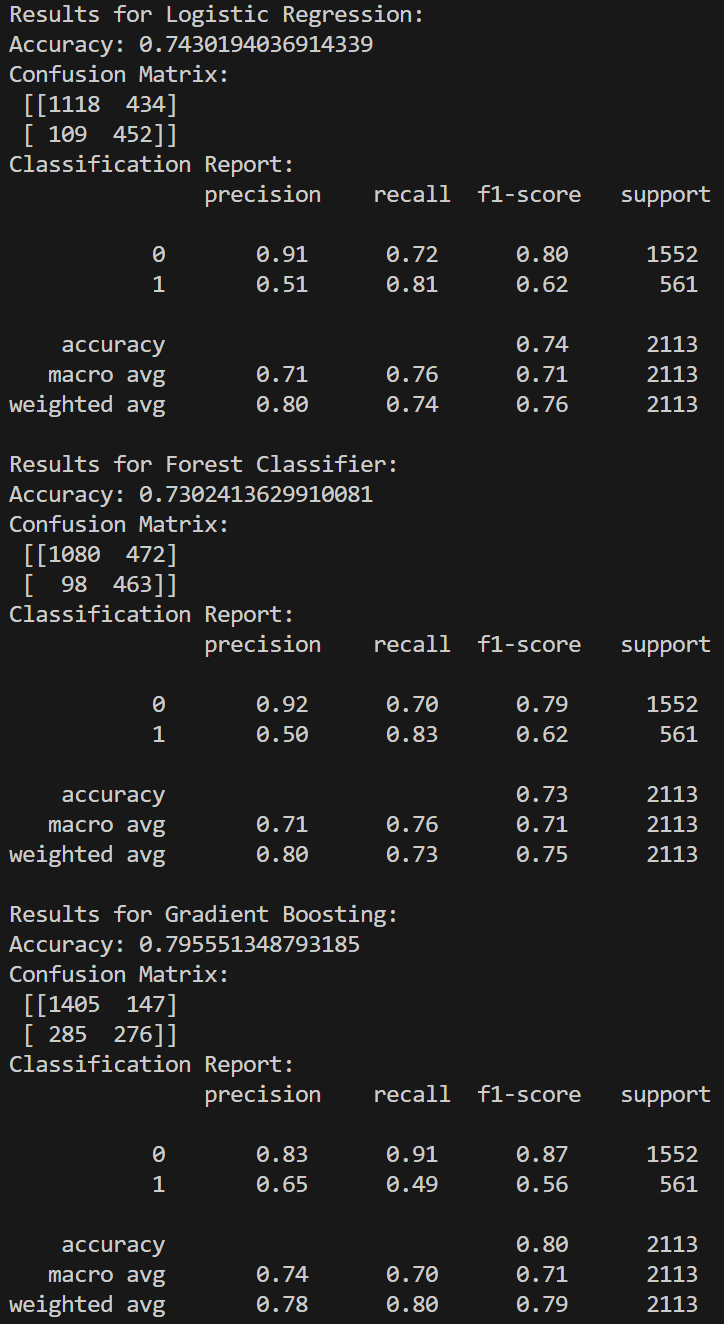 Results for Logistic Regression:
Accuracy: 0.7430194036914339
Confusion Matrix:
 [[1118  434]
 [ 109  452]]
Classification Report:
               precision    recall  f1-score   support

           0       0.91      0.72      0.80      1552
           1       0.51      0.81      0.62       561

    accuracy                           0.74      2113
   macro avg       0.71      0.76      0.71      2113
weighted avg       0.80      0.74      0.76      2113

Results for Forest Classifier:
Accuracy: 0.7302413629910081
Confusion Matrix:
 [[1080  472]
 [  98  463]]
Classification Report:
               precision    recall  f1-score   support

           0       0.92      0.70      0.79      1552
           1       0.50      0.83      0.62       561

    accuracy                           0.73      2113
   macro avg       0.71      0.76      0.71      2113
weighted avg       0.80      0.73      0.75      2113

Results for Gradient Boosting:
Accuracy: 0.795551348793185
Confusion Matrix:
 [[1405  147]
 [ 285  276]]
Classification Report:
               precision    recall  f1-score   support

           0       0.83      0.91      0.87      1552
           1       0.65      0.49      0.56       561

    accuracy                           0.80      2113
   macro avg       0.74      0.70      0.71      2113
weighted avg       0.78      0.80      0.79      2113